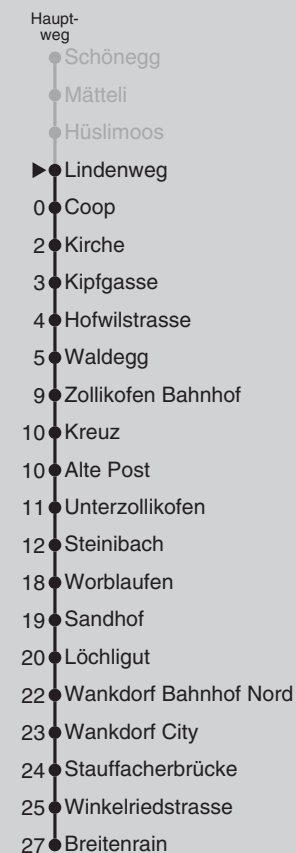 Haupt-
weg
Schönegg
Mätteli
Hüslimoos
Lindenweg
0 Coop
2 Kirche
3 Kipfgasse
4 Hofwilstrasse
5 Waldegg
9 Zollikofen Bahnhof
10 Kreuz
10 Alte Post
11 Unterzollikofen
12 Steinibach
18 Worblaufen
19 Sandhof
20 Löchligut
22 Wankdorf Bahnhof Nord
23 Wankdorf City
24 Stauffacherbrücke
25 Winkelriedstrasse
27 Breitenrain